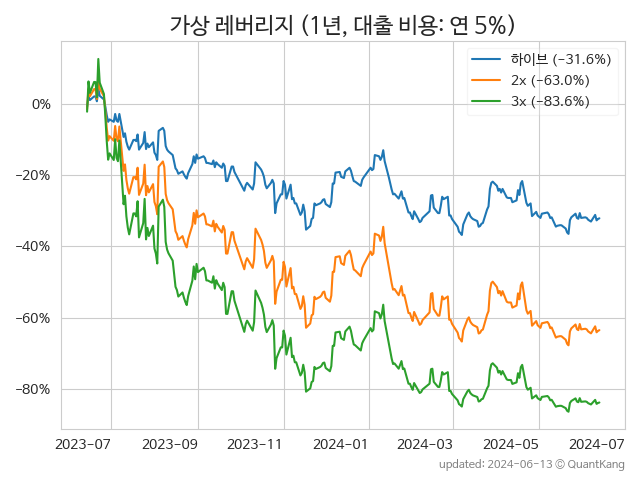 가상 레버리지 (1년, 대출 비용: 연 5%)
하이브 (−31.6%)
2x (−63.0%)
3x (−83.6%)
0%
−20%
−40%
−60%
−80%
2023-07 2023-09 2023-11 2024-01 2024-03 2024-05 2024-07
updated: 2024-06-13 © QuantKang